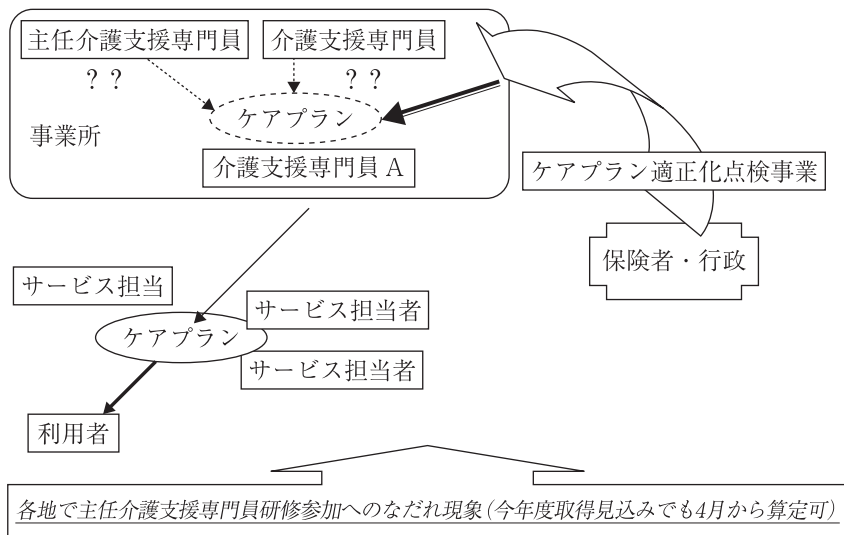 主任介護支援専門員
介護支援専門員
？？
？？
ケアプラン
事業所
介護支援専門員 A
ケアプラン適正化点検事業
保険者・行政
サービス担当
サービス担当者
ケアプラン
サービス担当者
利用者
各地で主任介護支援専門員研修参加へのなだれ現象(今年度取得見込みでも4月から算定可)